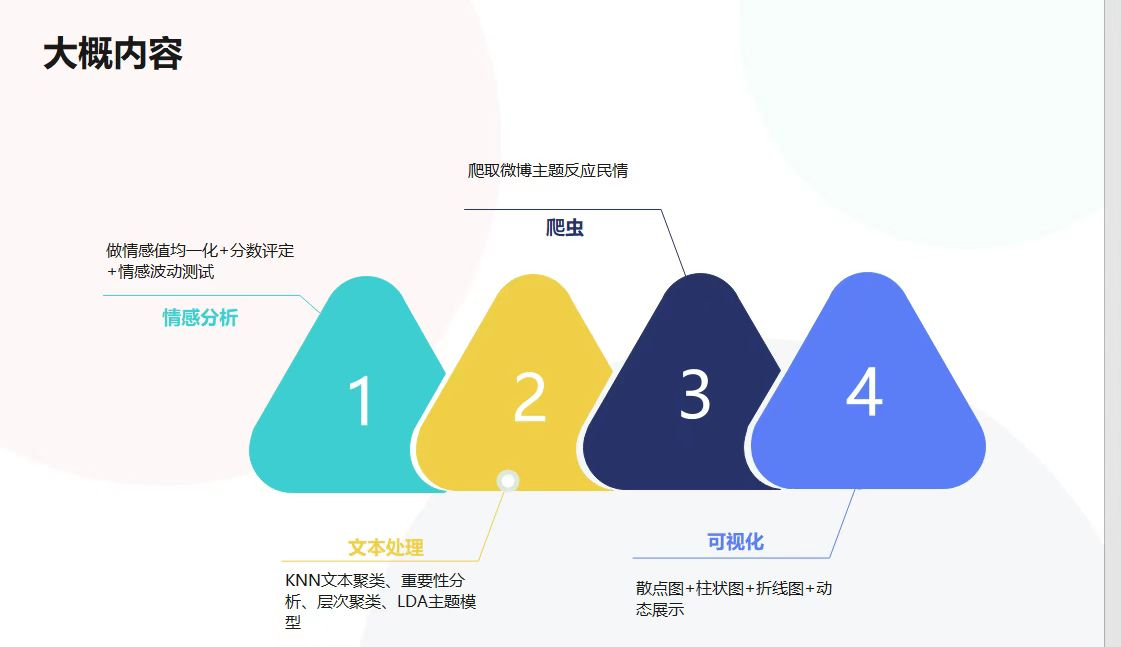 大概内容
爬取微博主题反应民情
爬虫
做情感值均一化+分数评定
+情感波动测试
情感分析
1
2
3
4
文本处理
KNN文本聚类、重要性分
析、层次聚类、LDA主题模
型
可视化
散点图+柱状图+折线图+动
态展示